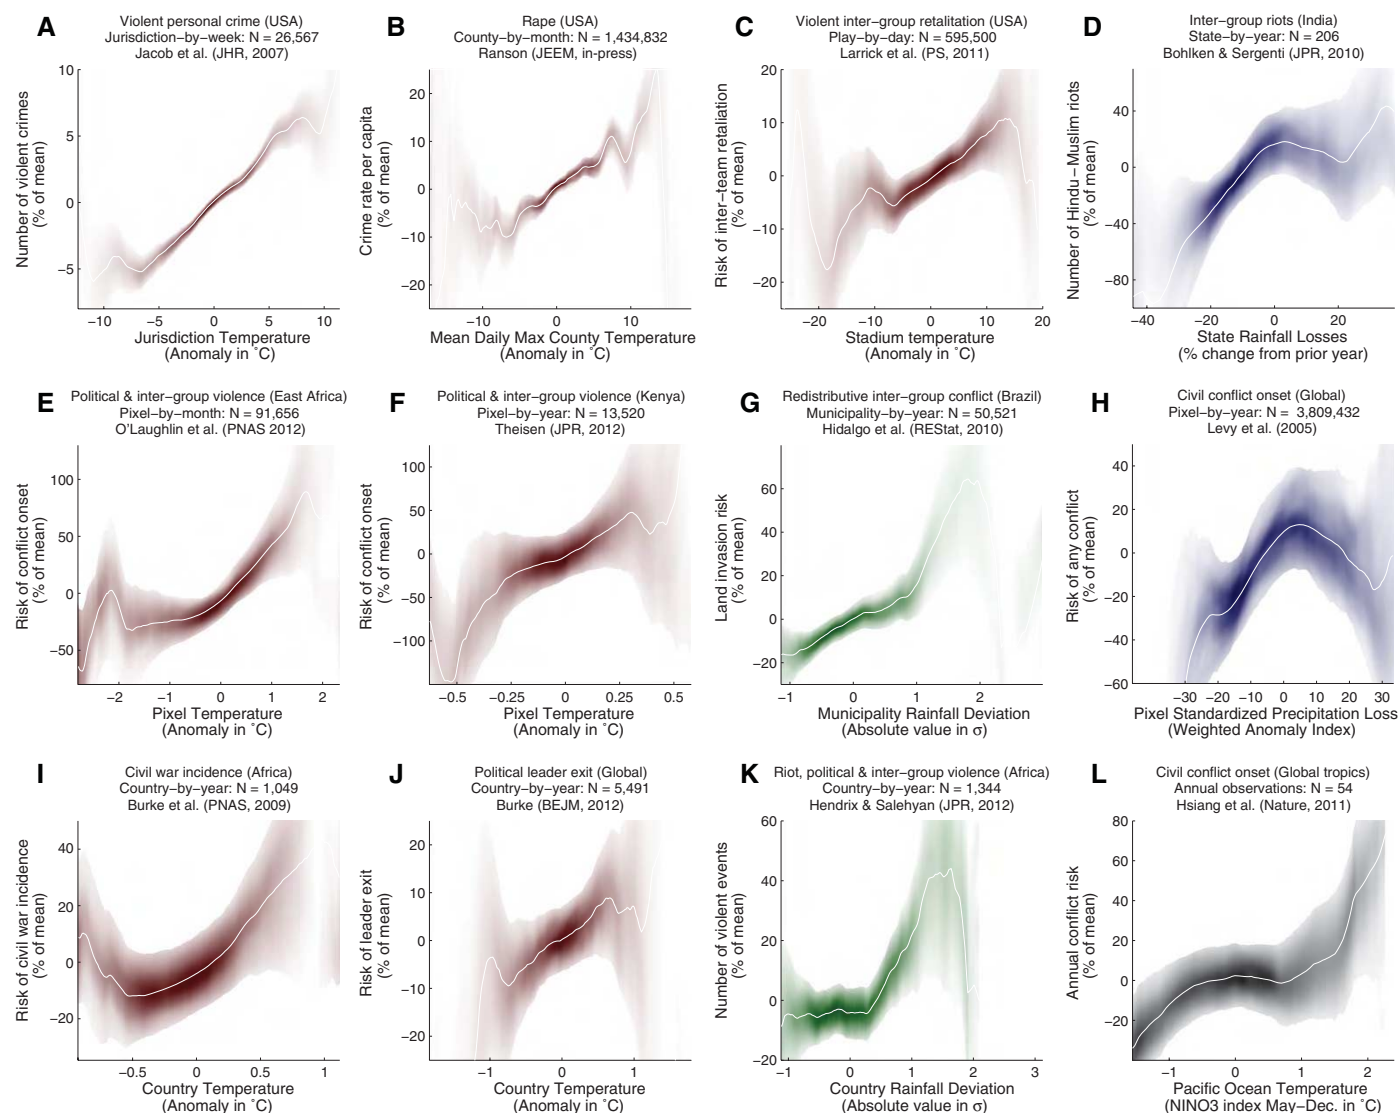 A
Violent personal crime (USA)
Jurisdiction−by−week: N = 26,567
Jacob et al. (JHR, 2007)
Number of violent crimes
(% of mean)
10
5
0
−5
−10
−5
0
5
10
Jurisdiction Temperature
(Anomaly in ˚C)
B
Rape (USA)
County−by−month: N = 1,434,832
Ranson (JEEM, in-press)
Crime rate per capita
(% of mean)
20
10
0
−10
−20
−10
0
10
Mean Daily Max County Temperature
(Anomaly in ˚C)
C
Violent inter−group retalitation (USA)
Play−by−day: N = 595,500
Larrick et al. (PS, 2011)
Risk of inter−team retaliation
(% of mean)
20
10
0
−10
−20
−20
−10
0
10
20
Stadium temperature
(Anomaly in ˚C)
D
Inter−group riots (India)
State−by−year: N = 206
Bohlken & Sergenti (JPR, 2010)
Number of Hindu−Muslim riots
(% of mean)
40
0
−40
−80
−40
−20
0
20
State Rainfall Losses
(% change from prior year)
E
Political & inter−group violence (East Africa)
Pixel−by−month: N = 91,656
O'Laughlin et al. (PNAS 2012)
Risk of conflict onset
(% of mean)
100
50
0
−50
−2
−1
0
1
2
Pixel Temperature
(Anomaly in ˚C)
F
Political & inter−group violence (Kenya)
Pixel−by−year: N = 13,520
Theisen (JPR, 2012)
Risk of conflict onset
(% of mean)
100
50
0
−50
−100
−0.5
−0.25
0
0.25
0.5
Pixel Temperature
(Anomaly in ˚C)
G
Redistributive inter−group conflict (Brazil)
Municipality−by−year: N = 50,521
Hidalgo et al. (REStat, 2010)
Land invasion risk
(% of mean)
60
40
20
0
−20
−1
0
1
2
Municipality Rainfall Deviation
(Absolute value in σ)
H
Civil conflict onset (Global)
Pixel−by−year: N = 3,809,432
Levy et al. (2005)
Risk of any conflict
(% of mean)
40
20
0
−20
−40
−60
−30
−20
−10
0
10
20
30
Pixel Standardized Precipitation Loss
(Weighted Anomaly Index)
I
Civil war incidence (Africa)
Country−by−year: N = 1,049
Burke et al. (PNAS, 2009)
Risk of civil war incidence
(% of mean)
40
20
0
−20
−0.5
0
0.5
1
Country Temperature
(Anomaly in ˚C)
J
Political leader exit (Global)
Country−by−year: N = 5,491
Burke (BEJM, 2012)
Risk of leader exit
(% of mean)
20
10
0
−10
−20
−1
0
1
Country Temperature
(Anomaly in ˚C)
K
Riot, political & inter−group violence (Africa)
Country−by−year: N = 1,344
Hendrix & Salehyan (JPR, 2012)
Number of violent events
(% of mean)
60
40
20
0
−20
−1
0
1
2
3
Country Rainfall Deviation
(Absolute value in σ)
L
Civil conflict onset (Global tropics)
Annual observations: N = 54
Hsiang et al. (Nature, 2011)
Annual conflict risk
(% of mean)
80
60
40
20
0
−20
−1
0
1
2
Pacific Ocean Temperature
(NINO3 index May−Dec. in ˚C)